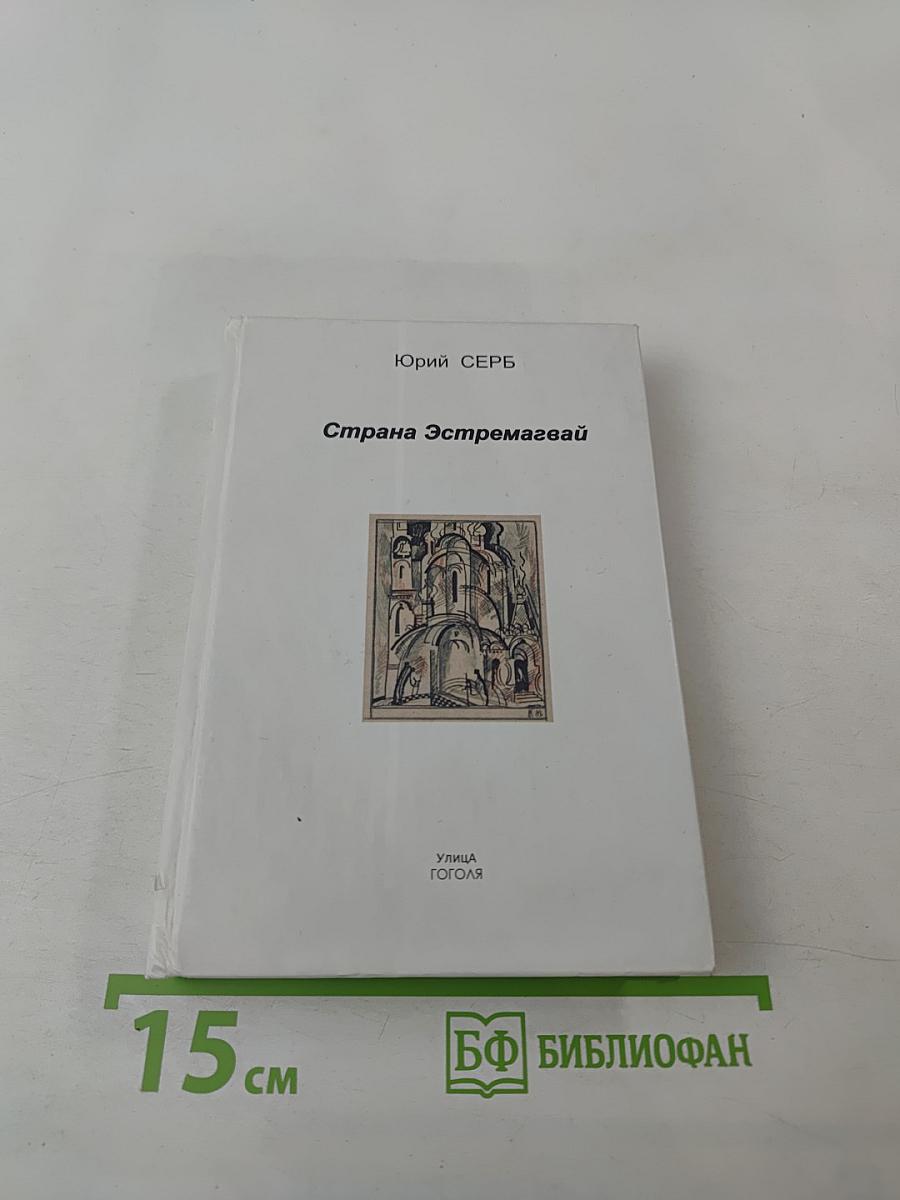 Юрий СЕРБ
Страна Эстремагвай
УлицА
ГОГОЛЯ
15 см
БФ БИБЛИОФАН